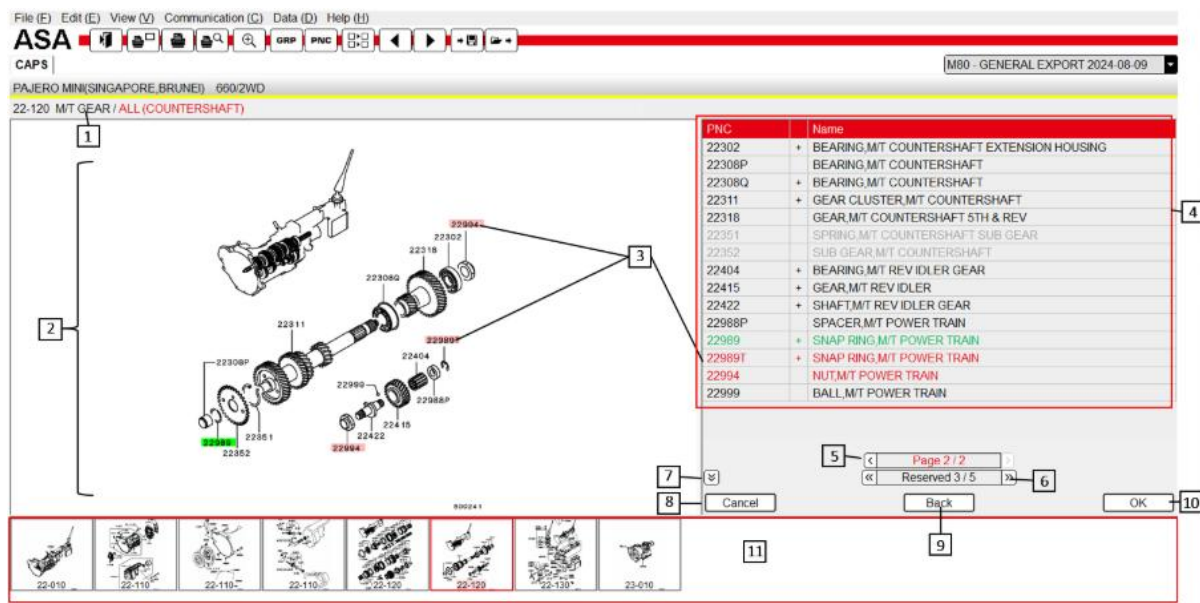 File (F) Edit (E) View (V) Communication (C) Data (D) Help (H)
ASA GRP PNC
CAPS M80 - GENERAL EXPORT 2024-08-09
PAJERO MINI(SINGAPORE,BRUNEI) 660/2WD
22-120 M/T GEAR / ALL (COUNTERSHAFT)
1
2
3
22994
22302
22318
22308Q
22311
22989T
22404
22308P
22999
22988P
22351
22415
22422
22989
22352
22994
PNC Name
22302 + BEARING,M/T COUNTERSHAFT EXTENSION HOUSING
22308P BEARING,M/T COUNTERSHAFT
22308Q + BEARING,M/T COUNTERSHAFT
22311 + GEAR CLUSTER,M/T COUNTERSHAFT
22318 GEAR,M/T COUNTERSHAFT 5TH & REV
22351 SPRING,M/T COUNTERSHAFT SUB GEAR
22352 SUB GEAR,M/T COUNTERSHAFT
22404 + BEARING,M/T REV IDLER GEAR
22415 + GEAR,M/T REV IDLER
22422 + SHAFT,M/T REV IDLER GEAR
22988P SPACER,M/T POWER TRAIN
22989 + SNAP RING,M/T POWER TRAIN
22989T + SNAP RING,M/T POWER TRAIN
22994 NUT,M/T POWER TRAIN
22999 BALL,M/T POWER TRAIN
4
5 < Page 2 / 2 >
7 « Reserved 3 / 5 » 6
8 Cancel Back OK 10
9
11
22-010 22-110 22-110 22-110 22-120 22-120 22-130 23-010